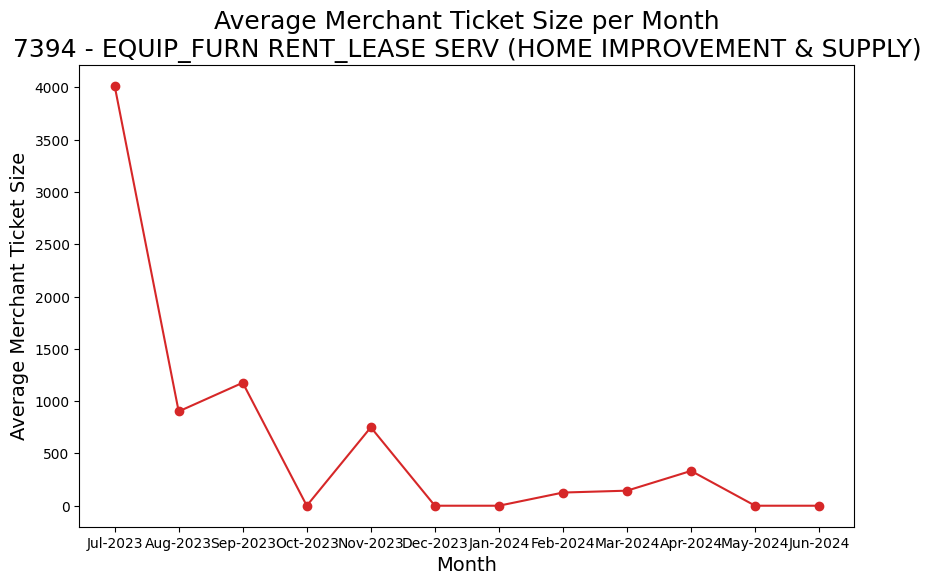 Average Merchant Ticket Size per Month
7394 - EQUIP_FURN RENT_LEASE SERV (HOME IMPROVEMENT & SUPPLY)
Average Merchant Ticket Size
4000
3500
3000
2500
2000
1500
1000
500
0
Jul-2023 Aug-2023 Sep-2023 Oct-2023 Nov-2023 Dec-2023 Jan-2024 Feb-2024 Mar-2024 Apr-2024 May-2024 Jun-2024
Month